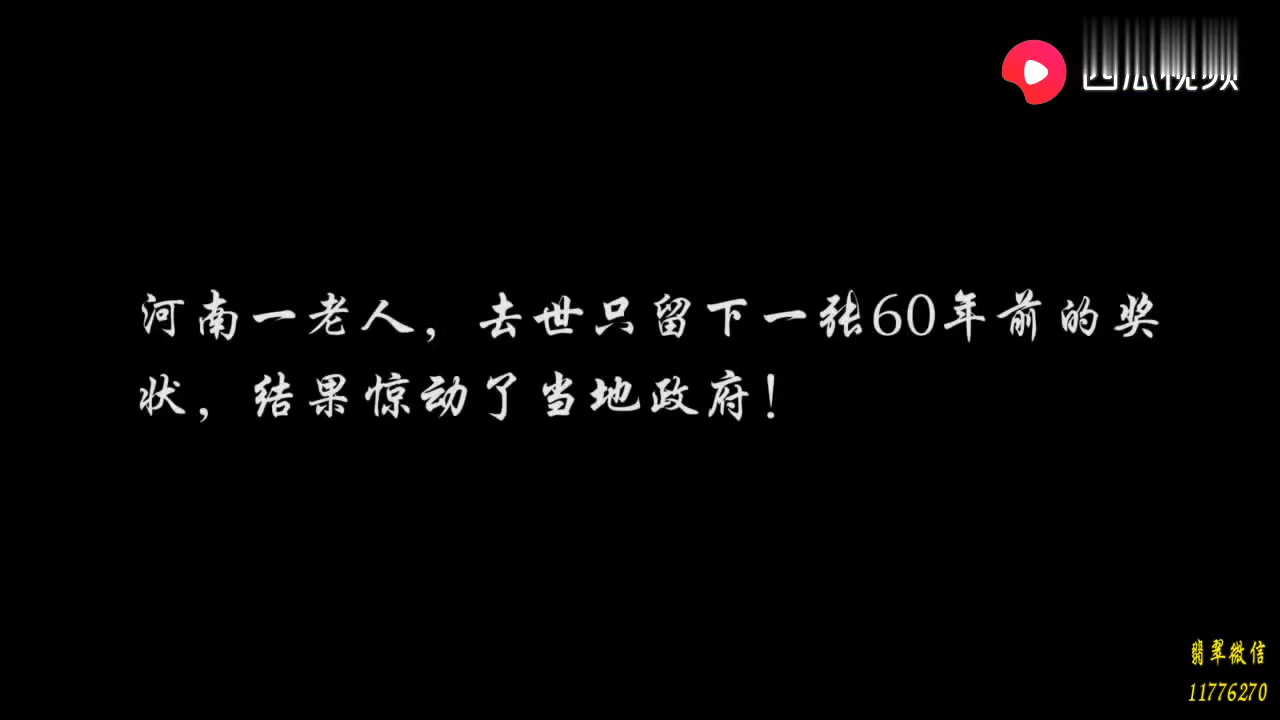 西瓜视频
河南一老人，去世只留下一张60年前的奖
状，结果惊动了当地政府！
翡翠微信
11776270